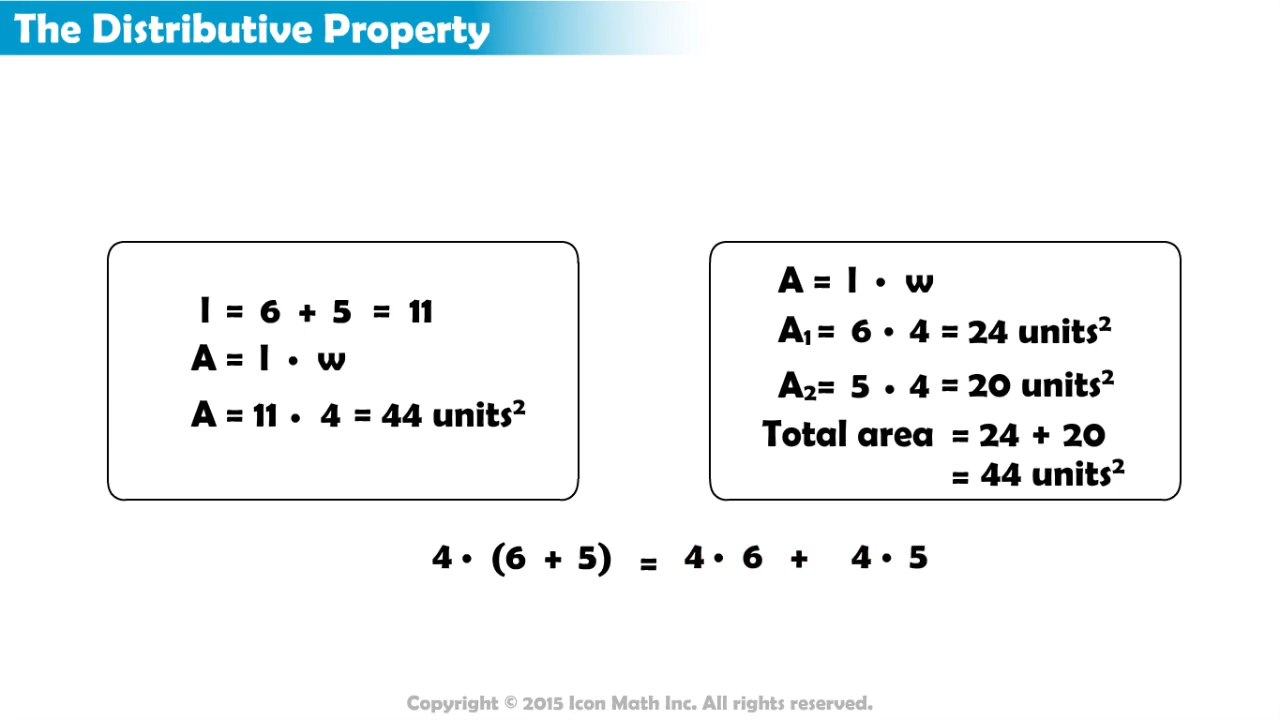 The Distributive Property
l = 6 + 5 = 11
A = l • w
A = 11 • 4 = 44 units²
A = l • w
A₁ = 6 • 4 = 24 units²
A₂ = 5 • 4 = 20 units²
Total area = 24 + 20
= 44 units²
4 • (6 + 5) = 4 • 6 + 4 • 5
Copyright © 2015 Icon Math Inc. All rights reserved.